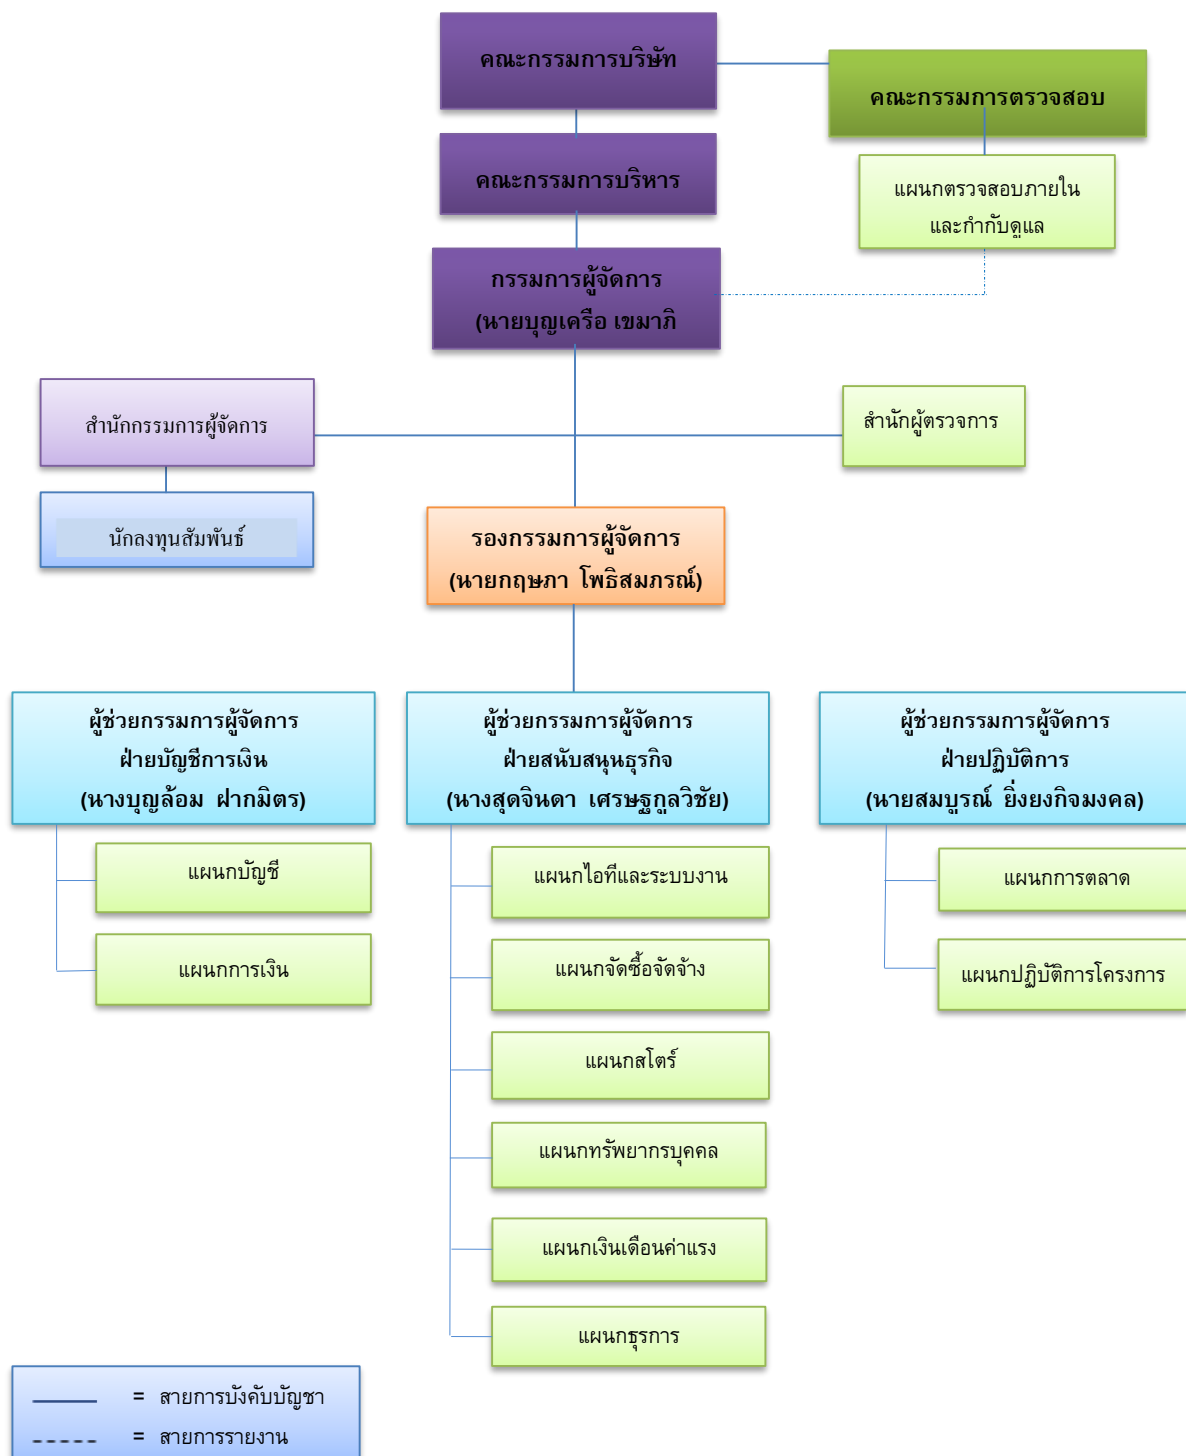 คณะกรรมการบริษัท
คณะกรรมการตรวจสอบ
คณะกรรมการบริหาร
แผนกตรวจสอบภายใน
และกำกับดูแล
กรรมการผู้จัดการ
(นายบุญเครือ เขมาภิ
สำนักกรรมการผู้จัดการ
สำนักผู้ตรวจการ
นักลงทุนสัมพันธ์
รองกรรมการผู้จัดการ
(นายกฤษภา โพธิสมภรณ์)
ผู้ช่วยกรรมการผู้จัดการ
ฝ่ายบัญชีการเงิน
(นางบุญล้อม ฝากมิตร)
ผู้ช่วยกรรมการผู้จัดการ
ฝ่ายสนับสนุนธุรกิจ
(นางสุดจินดา เศรษฐกูลวิชัย)
ผู้ช่วยกรรมการผู้จัดการ
ฝ่ายปฏิบัติการ
(นายสมบูรณ์ ยิ่งยงกิจมงคล)
แผนกบัญชี
แผนกการเงิน
แผนกไอทีและระบบงาน
แผนกจัดซื้อจัดจ้าง
แผนกสโตร์
แผนกทรัพยากรบุคคล
แผนกเงินเดือนค่าแรง
แผนกธุรการ
แผนกการตลาด
แผนกปฏิบัติการโครงการ
= สายการบังคับบัญชา
= สายการรายงาน